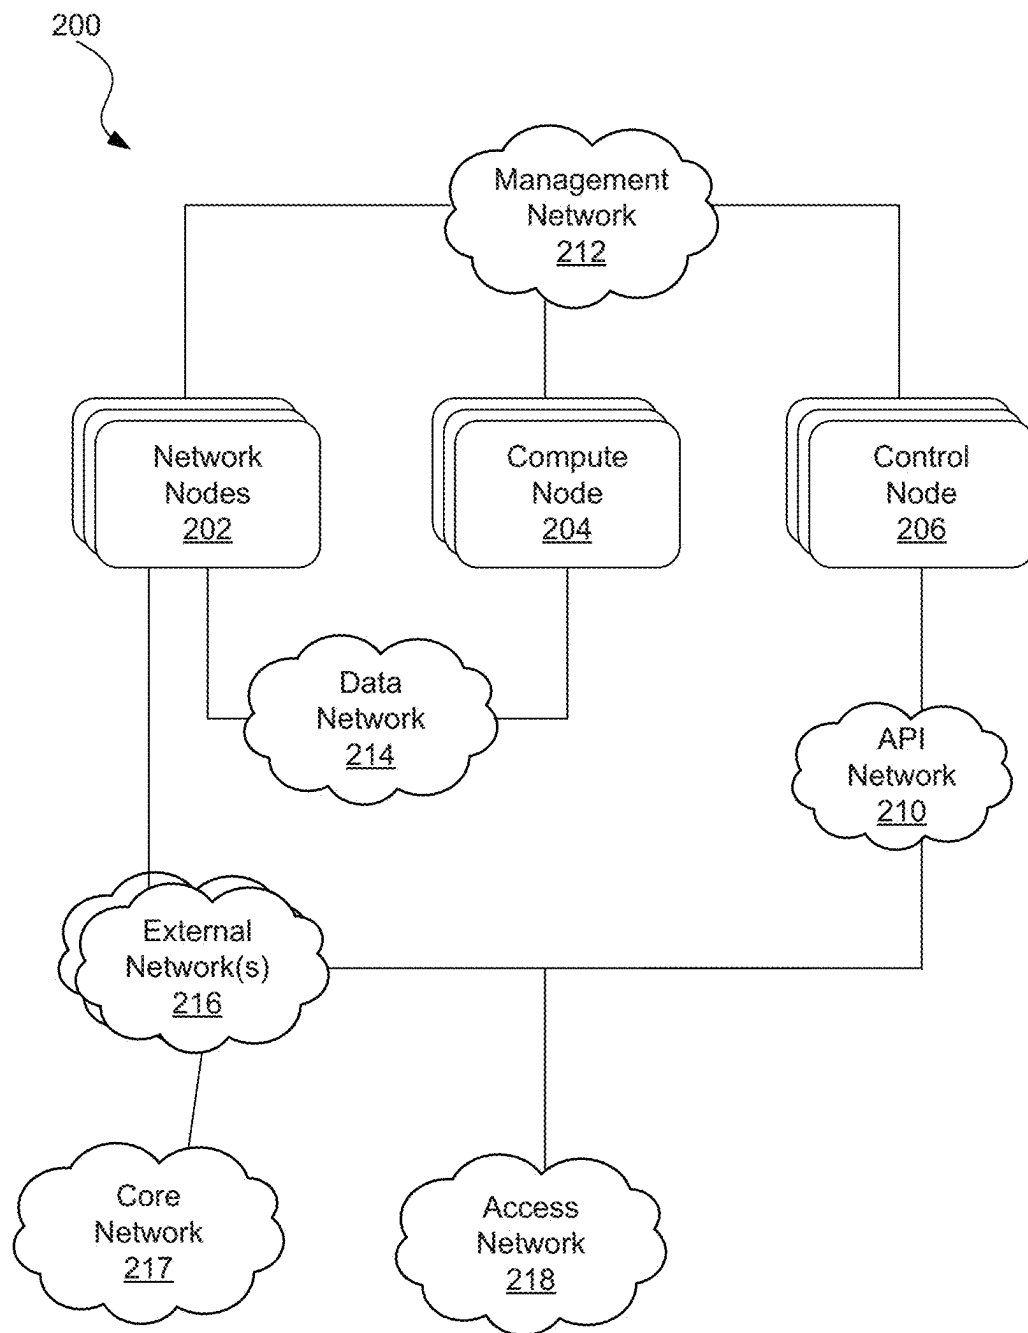 200
Management
Network
212
Network
Nodes
202
Compute
Node
204
Control
Node
206
Data
Network
214
API
Network
210
External
Network(s)
216
Core
Network
217
Access
Network
218